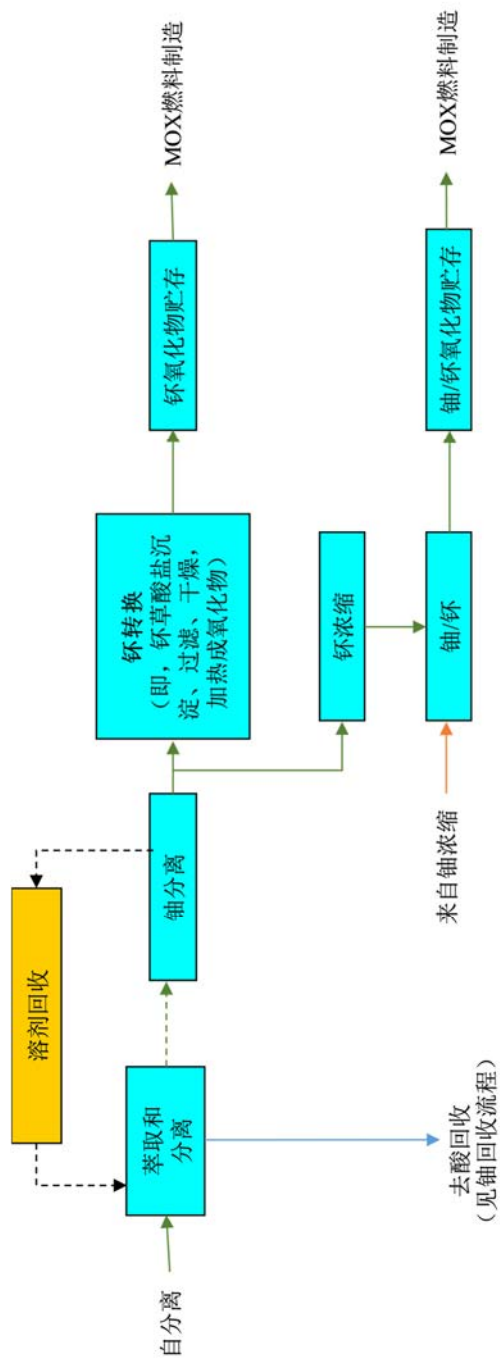 溶剂回收
自分离
萃取和
分离
铀分离
钚转换
（即，钚草酸盐沉
淀、过滤、干燥，
加热成氧化物）
钚氧化物贮存
MOX燃料制造
去酸回收
（见铀回收流程）
来自铀浓缩
钚浓缩
铀/钚
铀/钚氧化物贮存
MOX燃料制造